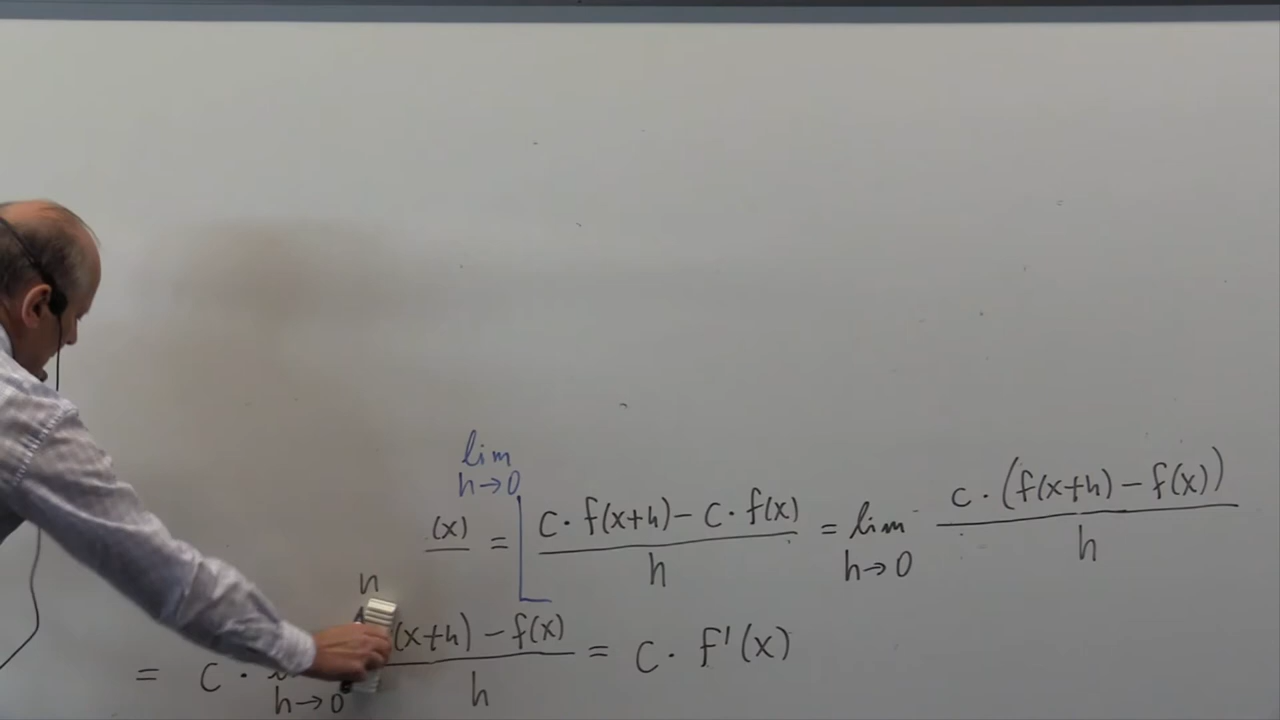 lim
h→0
(x) = c · f(x+h) − c · f(x) / h = lim h→0 c · (f(x+h) − f(x)) / h
h
= c · h→0 (x+h) − f(x) / h = c · f'(x)